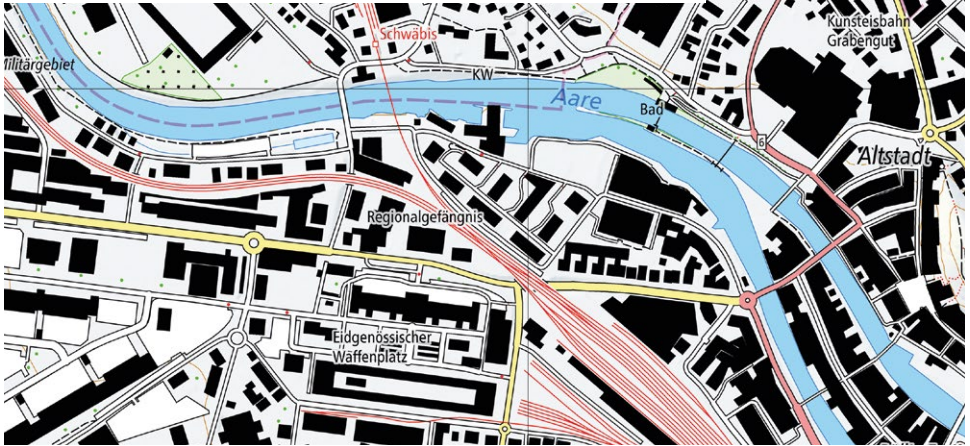 Schwäbis
Kunsteisbahn
Grabengut
Militärgebiet
KW
Aare
Bad
6
Altstadt
Regionalgefängnis
Eidgenössischer
Waffenplatz